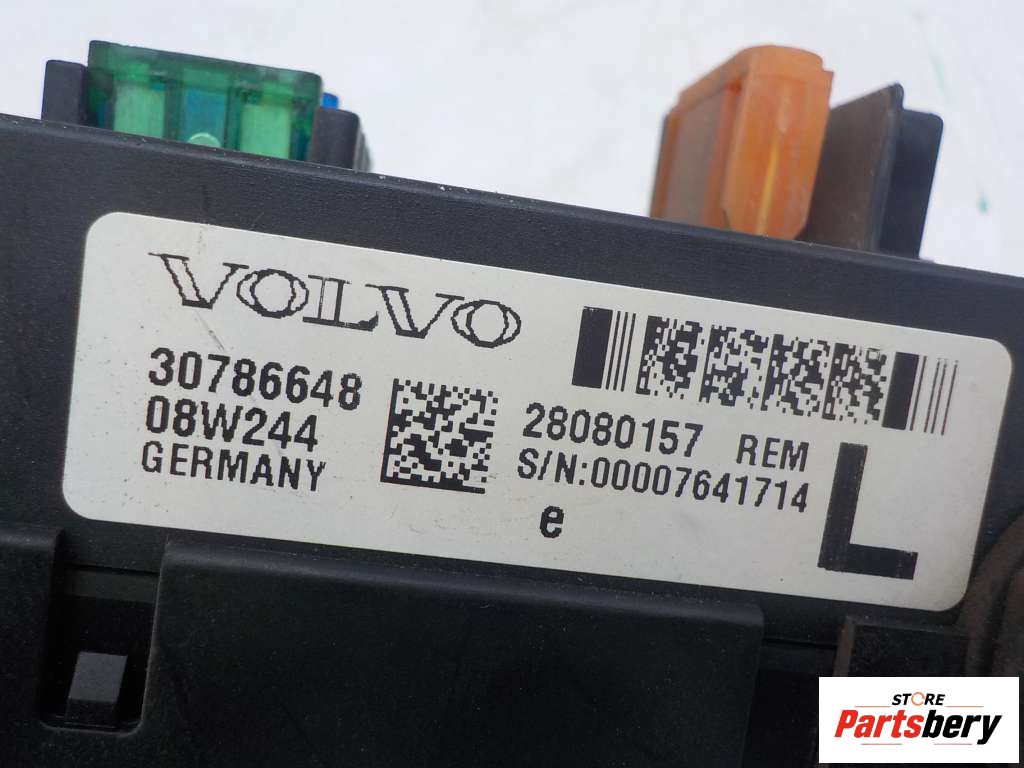 VOLVO
30786648
08W244
GERMANY
28080157 REM
S/N:00007641714
e
L
STORE
Partsbery